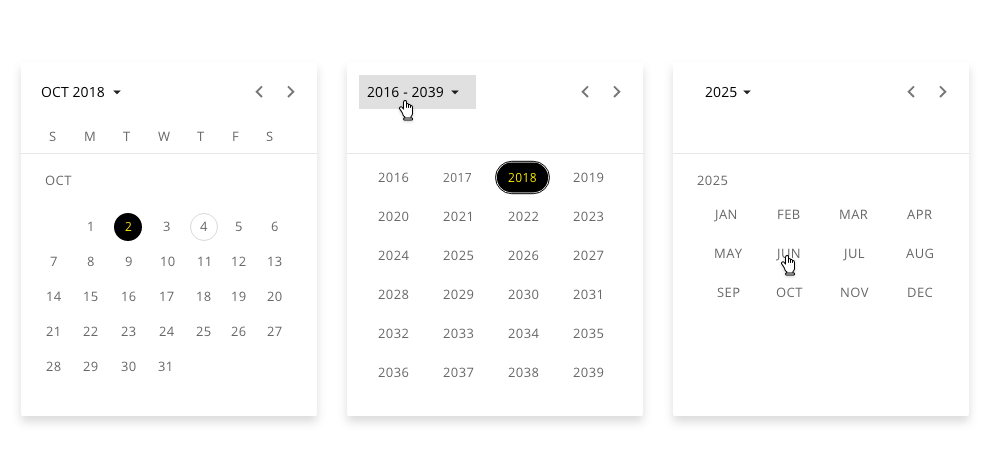 OCT 2018
S M T W T F S
OCT
1 2 3 4 5 6
7 8 9 10 11 12 13
14 15 16 17 18 19 20
21 22 23 24 25 26 27
28 29 30 31
2016 - 2039
2016 2017 2018 2019
2020 2021 2022 2023
2024 2025 2026 2027
2028 2029 2030 2031
2032 2033 2034 2035
2036 2037 2038 2039
2025
2025
JAN FEB MAR APR
MAY JUN JUL AUG
SEP OCT NOV DEC